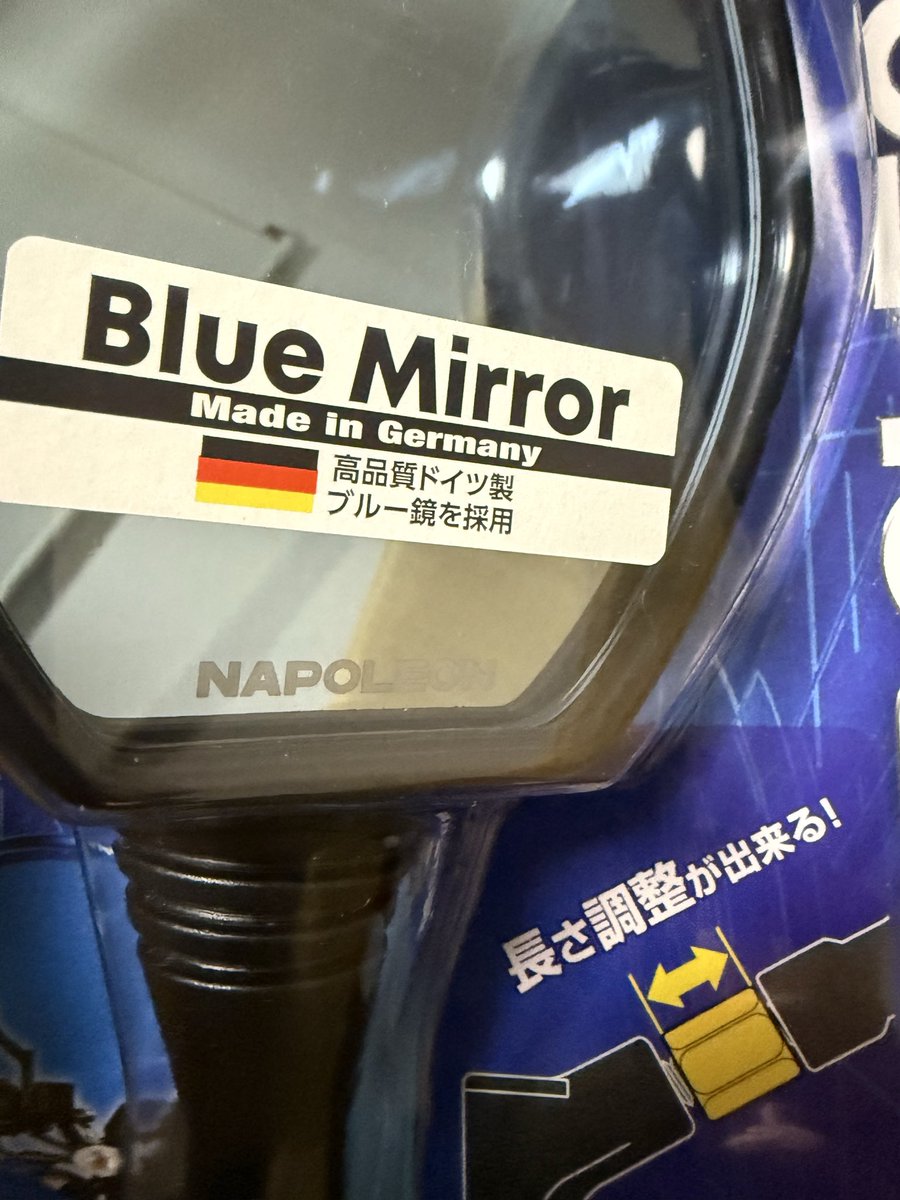 Blue Mirror
Made in Germany
高品質ドイツ製
ブルー鏡を採用
NAPOLEON
長さ調整が出来る!